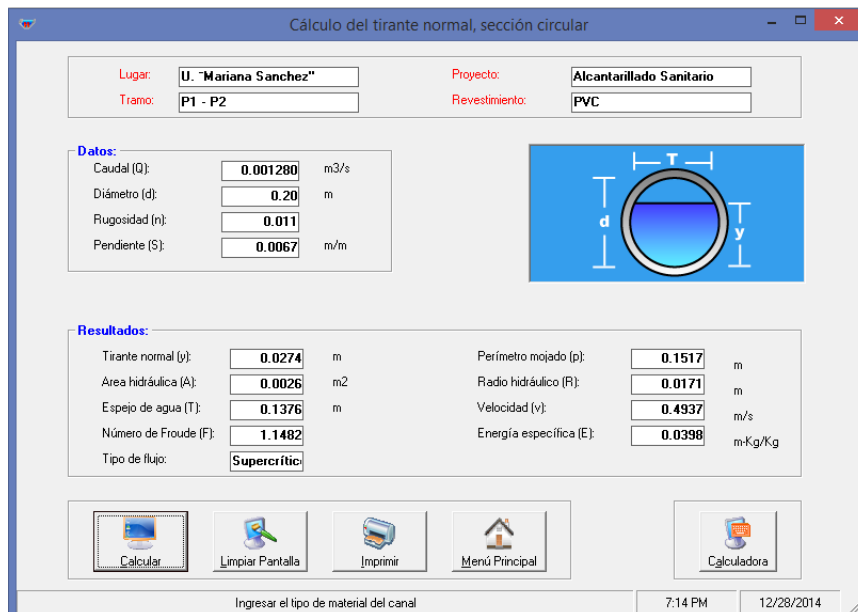 Cálculo del tirante normal, sección circular
Lugar: U. ¨Mariana Sanchez" Proyecto: Alcantarillado Sanitario
Tramo: P1 - P2 Revestimiento: PVC
Datos:
Caudal (Q): 0.001280 m3/s
Diámetro (d): 0.20 m
Rugosidad (n): 0.011
Pendiente (S): 0.0067 m/m
T
d
y
Resultados:
Tirante normal (y): 0.0274 m Perímetro mojado (p): 0.1517 m
Area hidráulica (A): 0.0026 m2 Radio hidráulico (R): 0.0171 m
Espejo de agua (T): 0.1376 m Velocidad (v): 0.4937 m/s
Número de Froude (F): 1.1482 Energía específica (E): 0.0398 m-Kg/Kg
Tipo de flujo: Supercrític
Calcular Limpiar Pantalla Imprimir Menú Principal Calculadora
Ingresar el tipo de material del canal 7:14 PM 12/28/2014